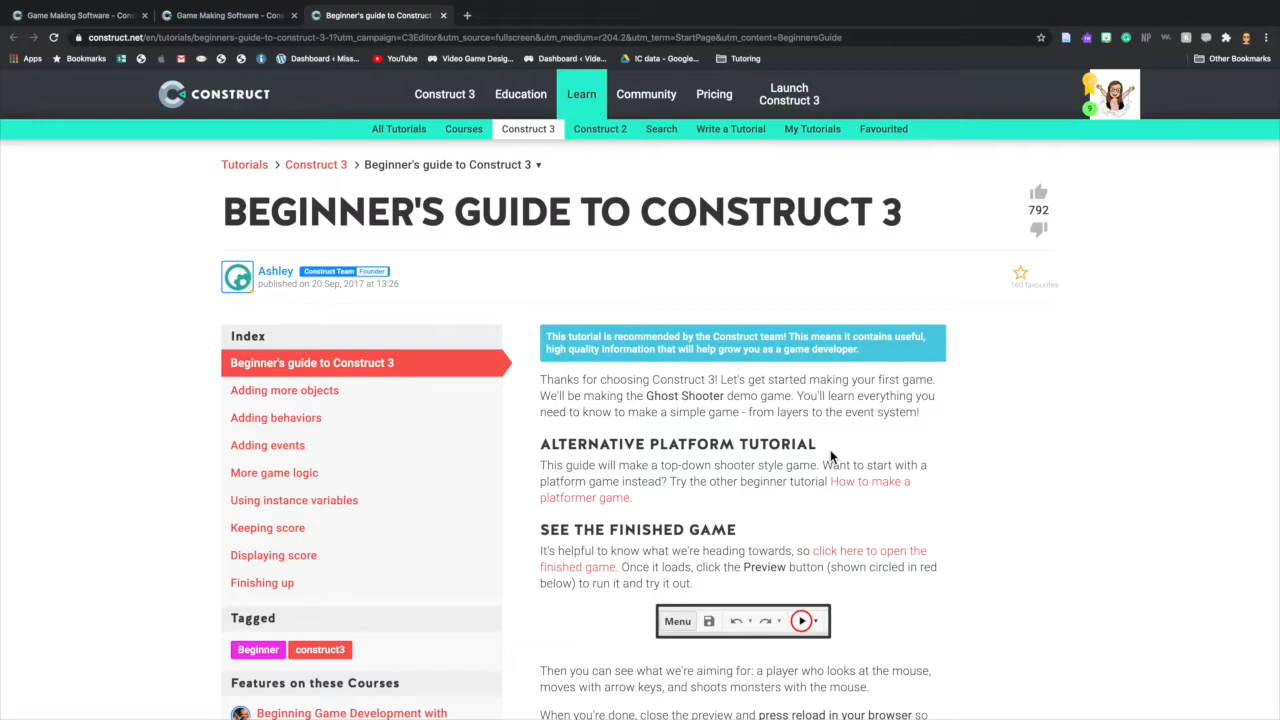 Game Making Software - Cons
Game Making Software - Cons
Beginner's guide to Construct
construct.net/en/tutorials/beginners-guide-to-construct-3-1?utm_campaign=C3Editor&utm_source=fullscreen&utm_medium=r204.2&utm_term=StartPage&utm_content=BeginnersGuide
Apps
Bookmarks
Dashboard ‹ Miss...
YouTube
Video Game Desig...
Dashboard ‹ Vide...
IC data - Google...
Tutoring
Other Bookmarks
CONSTRUCT
Construct 3
Education
Learn
Community
Pricing
Launch
Construct 3
9
All Tutorials
Courses
Construct 3
Construct 2
Search
Write a Tutorial
My Tutorials
Favourited
Tutorials > Construct 3 > Beginner's guide to Construct 3 ▾
BEGINNER'S GUIDE TO CONSTRUCT 3
792
Ashley Construct Team Founder
published on 20 Sep, 2017 at 13:26
160 favourites
Index
Beginner's guide to Construct 3
Adding more objects
Adding behaviors
Adding events
More game logic
Using instance variables
Keeping score
Displaying score
Finishing up
Tagged
Beginner construct3
Features on these Courses
Beginning Game Development with
This tutorial is recommended by the Construct team! This means it contains useful,
high quality information that will help grow you as a game developer.
Thanks for choosing Construct 3! Let's get started making your first game.
We'll be making the Ghost Shooter demo game. You'll learn everything you
need to know to make a simple game - from layers to the event system!
ALTERNATIVE PLATFORM TUTORIAL
This guide will make a top-down shooter style game. Want to start with a
platform game instead? Try the other beginner tutorial How to make a
platformer game.
SEE THE FINISHED GAME
It's helpful to know what we're heading towards, so click here to open the
finished game. Once it loads, click the Preview button (shown circled in red
below) to run it and try it out.
Menu
Then you can see what we're aiming for: a player who looks at the mouse,
moves with arrow keys, and shoots monsters with the mouse.
When you're done, close the preview and press reload in your browser so